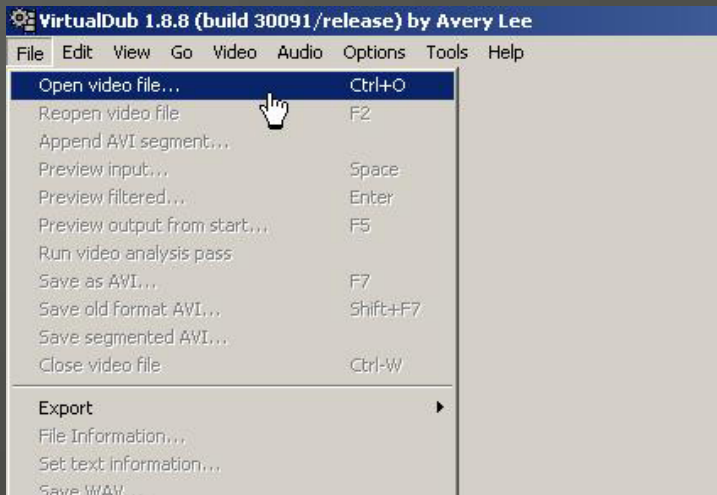 VirtualDub 1.8.8 (build 30091/release) by Avery Lee
File Edit View Go Video Audio Options Tools Help
Open video file... Ctrl+O
Reopen video file F2
Append AVI segment...
Preview input... Space
Preview filtered... Enter
Preview output from start... F5
Run video analysis pass
Save as AVI... F7
Save old format AVI... Shift+F7
Save segmented AVI...
Close video file Ctrl-W
Export
File Information...
Set text information...
Save WAV...